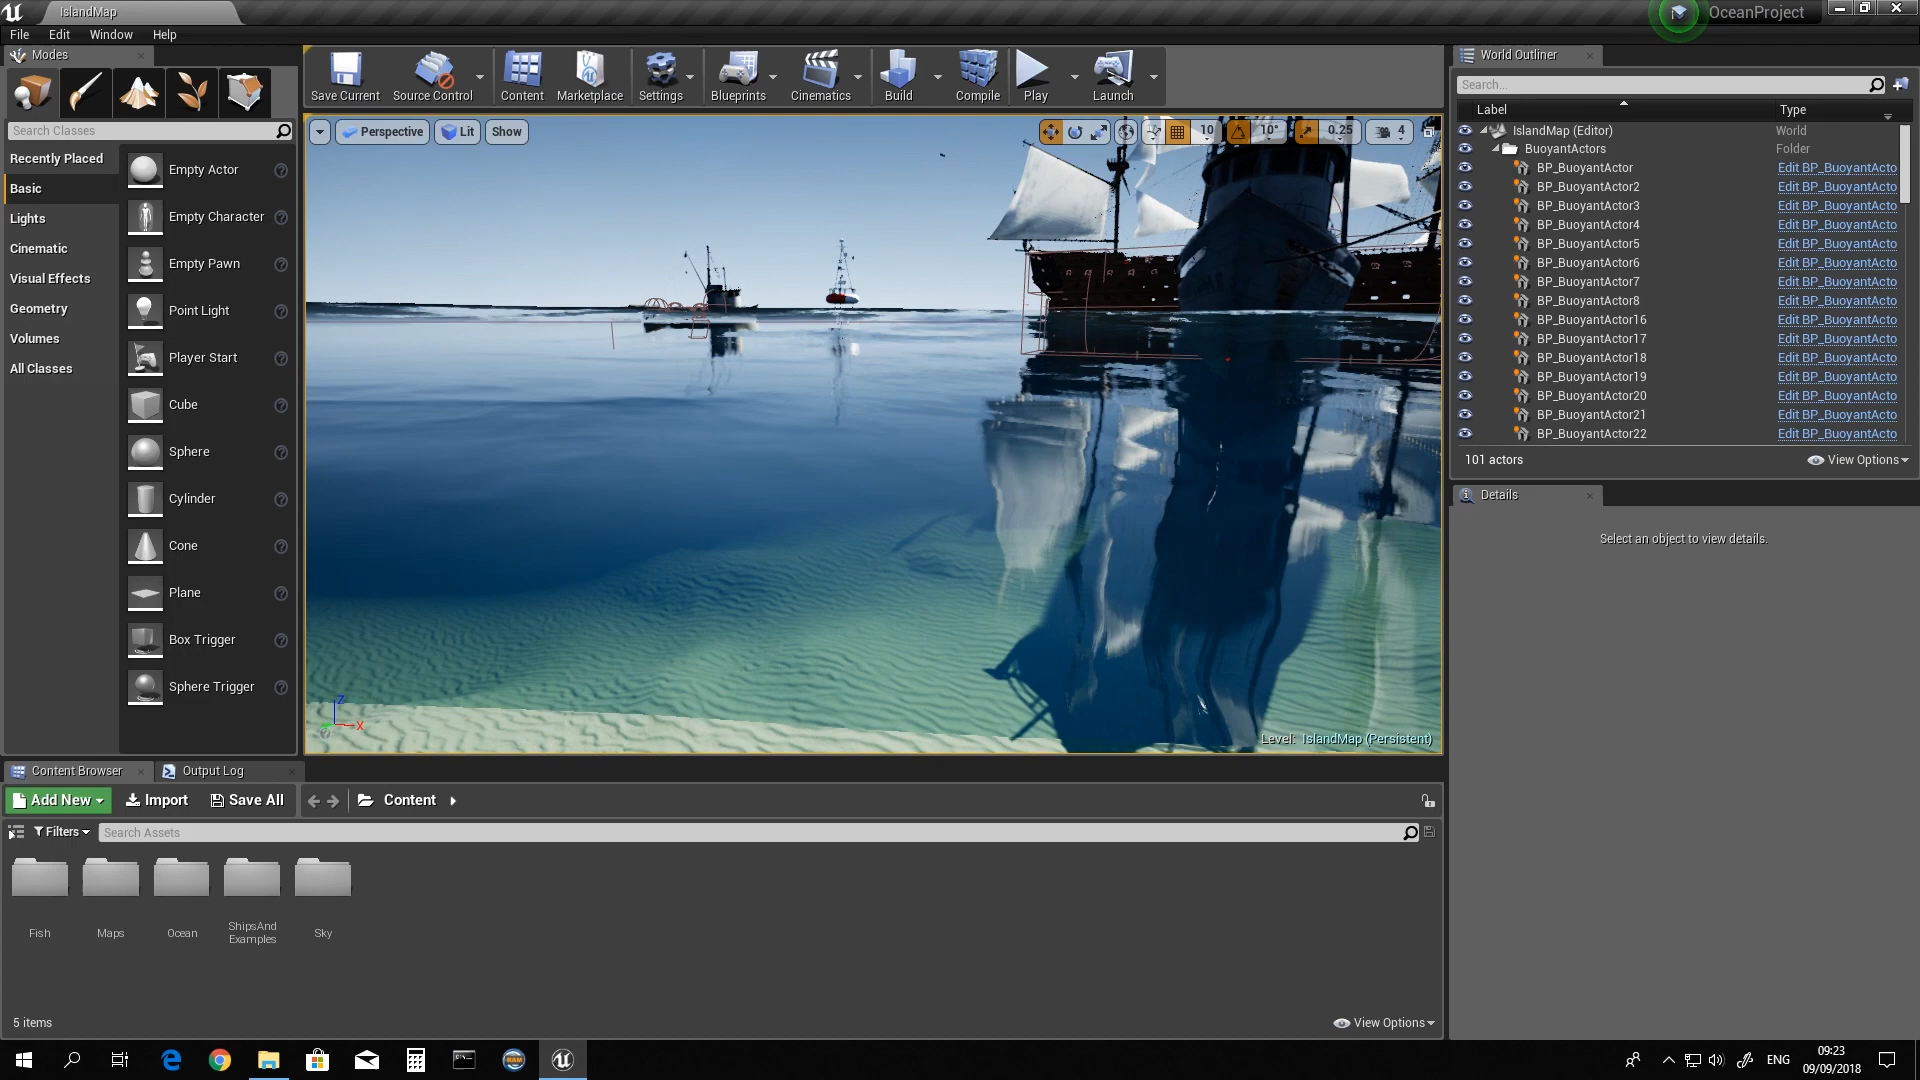 IslandMap
OceanProject
File Edit Window Help
Modes
Search Classes
Recently Placed
Basic
Lights
Cinematic
Visual Effects
Geometry
Volumes
All Classes
Empty Actor
Empty Character
Empty Pawn
Point Light
Player Start
Cube
Sphere
Cylinder
Cone
Plane
Box Trigger
Sphere Trigger
Save Current Source Control Content Marketplace Settings Blueprints Cinematics Build Compile Play Launch
Perspective Lit Show
10 10° 0.25 4
Z
X
Level: IslandMap (Persistent)
World Outliner
Search...
Label Type
IslandMap (Editor) World
BuoyantActors Folder
BP_BuoyantActor Edit BP_BuoyantActo
BP_BuoyantActor2 Edit BP_BuoyantActo
BP_BuoyantActor3 Edit BP_BuoyantActo
BP_BuoyantActor4 Edit BP_BuoyantActo
BP_BuoyantActor5 Edit BP_BuoyantActo
BP_BuoyantActor6 Edit BP_BuoyantActo
BP_BuoyantActor7 Edit BP_BuoyantActo
BP_BuoyantActor8 Edit BP_BuoyantActo
BP_BuoyantActor16 Edit BP_BuoyantActo
BP_BuoyantActor17 Edit BP_BuoyantActo
BP_BuoyantActor18 Edit BP_BuoyantActo
BP_BuoyantActor19 Edit BP_BuoyantActo
BP_BuoyantActor20 Edit BP_BuoyantActo
BP_BuoyantActor21 Edit BP_BuoyantActo
BP_BuoyantActor22 Edit BP_BuoyantActo
101 actors View Options
Details
Select an object to view details.
Content Browser Output Log
Add New Import Save All Content
Filters Search Assets
Fish Maps Ocean ShipsAnd Sky
Examples
5 items View Options
ENG 09:23
09/09/2018